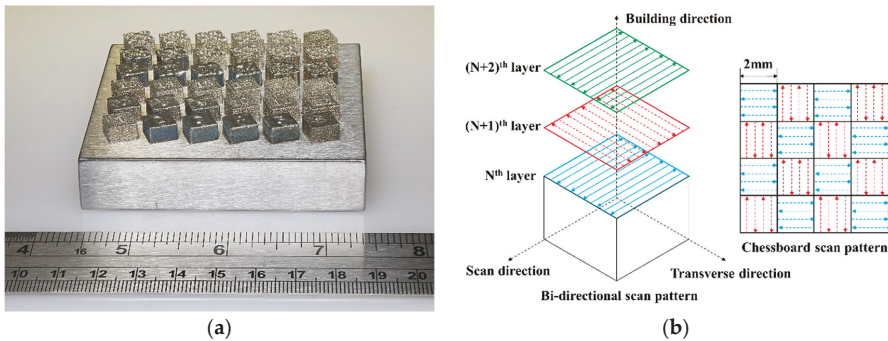 4 16 5 6 7 8
10 11 12 13 14 15 16 17 18 19 20
(a)
Building direction
(N+2)th layer
2mm
(N+1)th layer
Nth layer
Chessboard scan pattern
Scan direction
Transverse direction
Bi-directional scan pattern
(b)